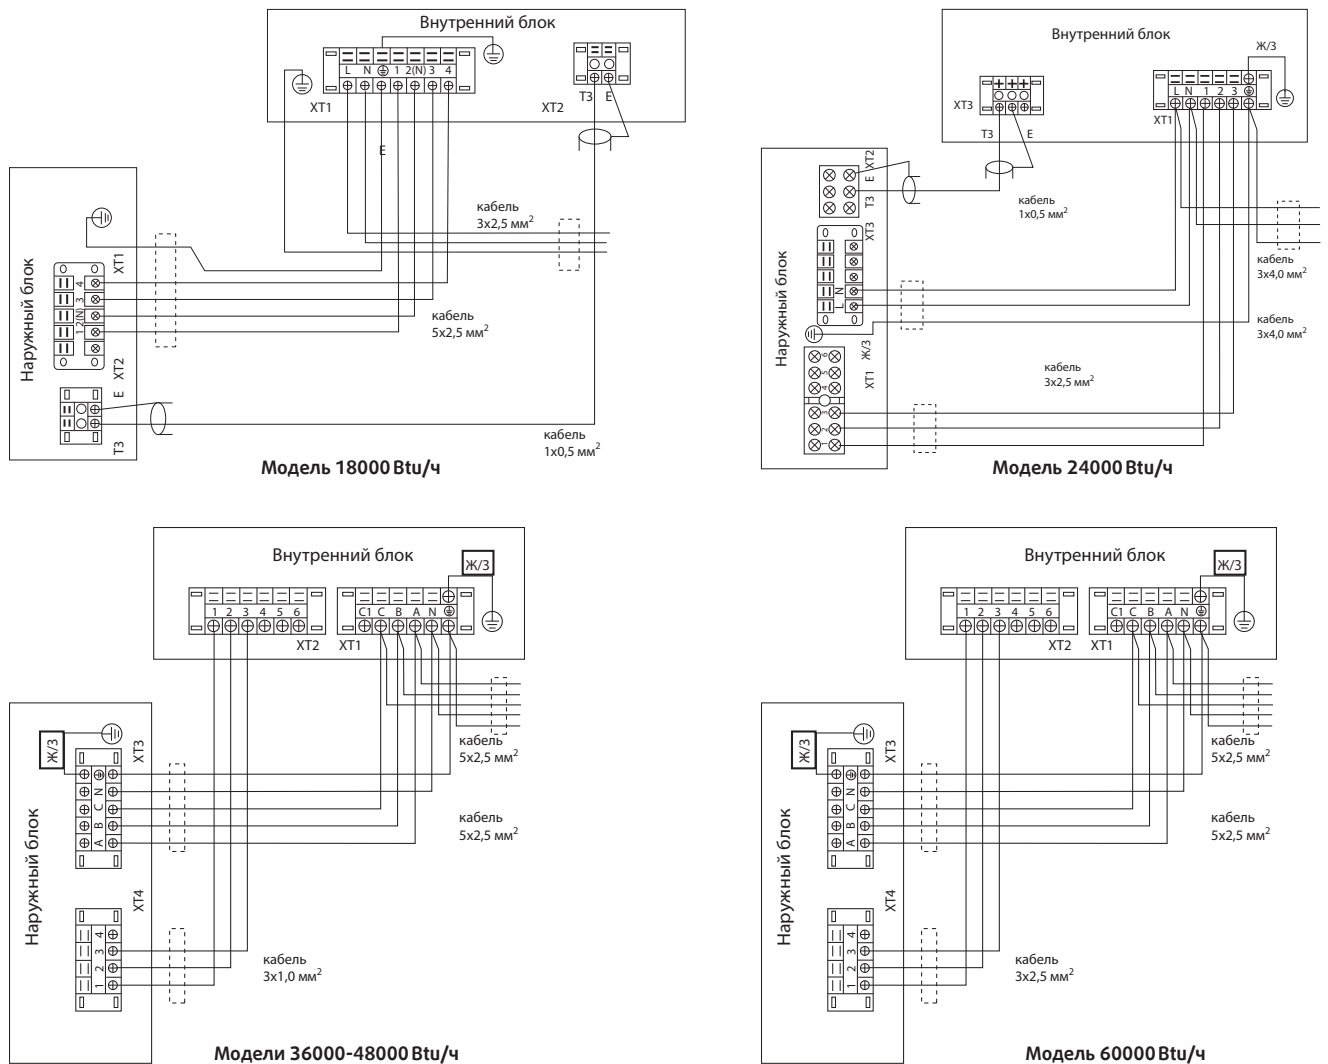 Внутренний блок
L N 1 2(N) 3 4
XT1
XT2
T3 E
E
кабель
3x2,5 мм²
Наружный блок
XT1
4
3
2(N)
1
кабель
5x2,5 мм²
XT2
E
T3
кабель
1x0,5 мм²
Модель 18000 Btu/ч
Внутренний блок
Ж/З
XT3
T3 E
L N 1 2 3
XT1
XT2
E
T3
кабель
1x0,5 мм²
XT3
N
L
кабель
3x4,0 мм²
кабель
3x4,0 мм²
Наружный блок
Ж/З
XT1
6
5
4
3
2
1
кабель
3x2,5 мм²
Модель 24000 Btu/ч
Внутренний блок
Ж/З
1 2 3 4 5 6
C1 C B A N
XT2 XT1
кабель
5x2,5 мм²
Ж/З
XT3
N
C
B
A
кабель
5x2,5 мм²
Наружный блок
XT4
4
3
2
1
кабель
3x1,0 мм²
Модели 36000-48000 Btu/ч
Внутренний блок
Ж/З
1 2 3 4 5 6
C1 C B A N
XT2 XT1
кабель
5x2,5 мм²
Ж/З
XT3
N
C
B
A
кабель
5x2,5 мм²
Наружный блок
XT4
4
3
2
1
кабель
3x2,5 мм²
Модель 60000 Btu/ч